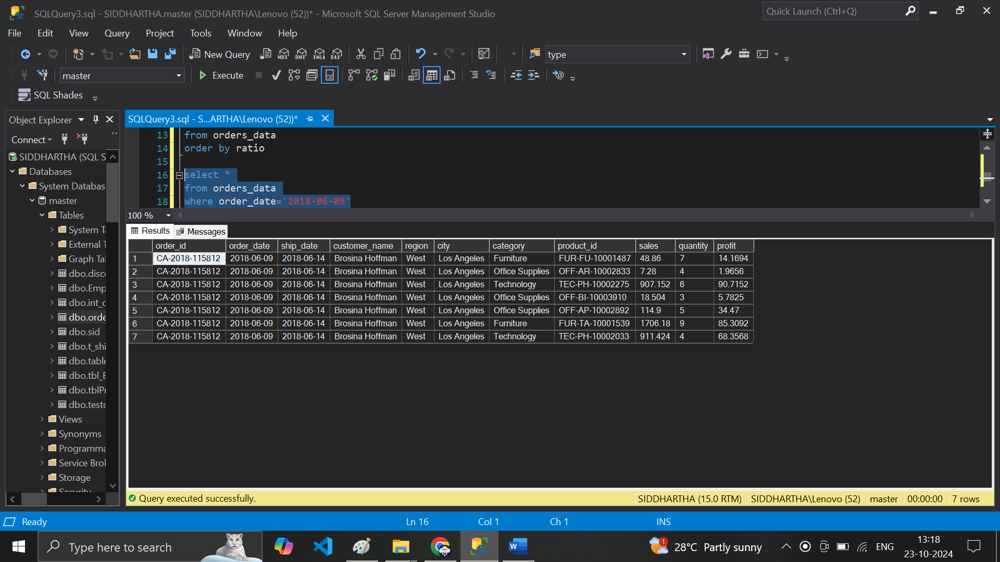 SQLQuery3.sql - SIDDHARTHA.master (SIDDHARTHA\Lenovo (52))* - Microsoft SQL Server Management Studio
Quick Launch (Ctrl+Q)
File Edit View Query Project Tools Window Help
New Query MDX DMX XMLA DAX type
master Execute
SQL Shades
Object Explorer
Connect
SIDDHARTHA (SQL S
Databases
System Databas
master
Tables
System Ta
External T
Graph Tal
dbo.disco
dbo.Emp
dbo.int_c
dbo.orde
dbo.sid
dbo.t_shi
dbo.table
dbo.tbl_E
dbo.tblPr
dbo.testc
Views
Synonyms
Programma
Service Brol
Storage
Security
SQLQuery3.sql - S...ARTHA\Lenovo (52))*
13 from orders_data
14 order by ratio
15
16 select *
17 from orders_data
18 where order_date='2018-06-09'
100 %
Results Messages
order_id order_date ship_date customer_name region city category product_id sales quantity profit
1 CA-2018-115812 2018-06-09 2018-06-14 Brosina Hoffman West Los Angeles Furniture FUR-FU-10001487 48.86 7 14.1694
2 CA-2018-115812 2018-06-09 2018-06-14 Brosina Hoffman West Los Angeles Office Supplies OFF-AR-10002833 7.28 4 1.9656
3 CA-2018-115812 2018-06-09 2018-06-14 Brosina Hoffman West Los Angeles Technology TEC-PH-10002275 907.152 6 90.7152
4 CA-2018-115812 2018-06-09 2018-06-14 Brosina Hoffman West Los Angeles Office Supplies OFF-BI-10003910 18.504 3 5.7825
5 CA-2018-115812 2018-06-09 2018-06-14 Brosina Hoffman West Los Angeles Office Supplies OFF-AP-10002892 114.9 5 34.47
6 CA-2018-115812 2018-06-09 2018-06-14 Brosina Hoffman West Los Angeles Furniture FUR-TA-10001539 1706.18 9 85.3092
7 CA-2018-115812 2018-06-09 2018-06-14 Brosina Hoffman West Los Angeles Technology TEC-PH-10002033 911.424 4 68.3568
Query executed successfully. SIDDHARTHA (15.0 RTM) SIDDHARTHA\Lenovo (52) master 00:00:00 7 rows
Ready Ln 16 Col 1 Ch 1 INS
Type here to search
W
1
28°C Partly sunny
ENG
13:18
23-10-2024